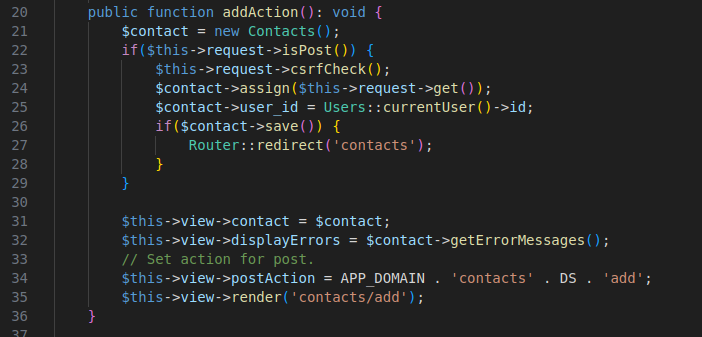 20 public function addAction(): void {
21 $contact = new Contacts();
22 if($this->request->isPost()) {
23 $this->request->csrfCheck();
24 $contact->assign($this->request->get());
25 $contact->user_id = Users::currentUser()->id;
26 if($contact->save()) {
27 Router::redirect('contacts');
28 }
29 }
30
31 $this->view->contact = $contact;
32 $this->view->displayErrors = $contact->getErrorMessages();
33 // Set action for post.
34 $this->view->postAction = APP_DOMAIN . 'contacts' . DS . 'add';
35 $this->view->render('contacts/add');
36 }
37